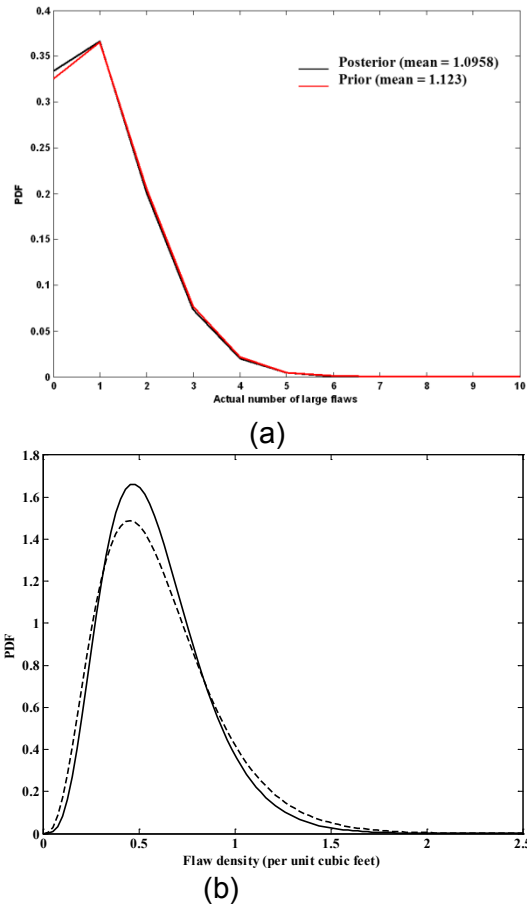 0.4
0.35
0.3
0.25
0.2
0.15
0.1
0.05
0
PDF
Posterior (mean = 1.0958)
Prior (mean = 1.123)
0 1 2 3 4 5 6 7 8 9 10
Actual number of large flaws
(a)
1.8
1.6
1.4
1.2
1
0.8
0.6
0.4
0.2
0
PDF
0 0.5 1 1.5 2 2.5
Flaw density (per unit cubic feet)
(b)